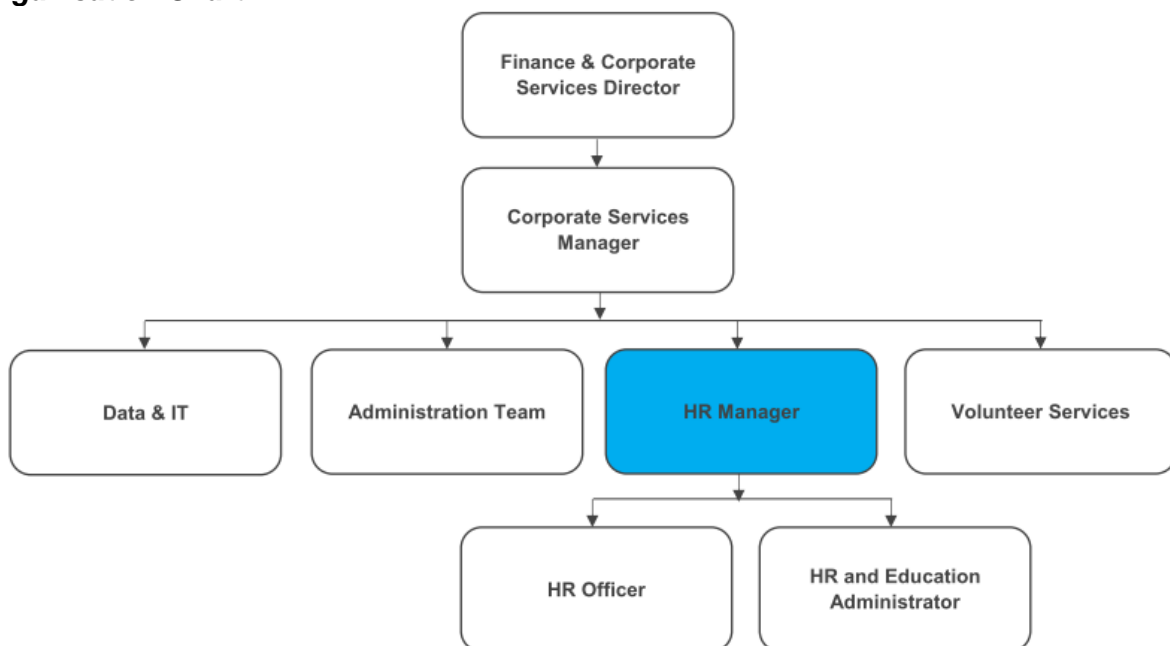 Finance & Corporate
Services Director
Corporate Services
Manager
Data & IT
Administration Team
HR Manager
Volunteer Services
HR Officer
HR and Education
Administrator